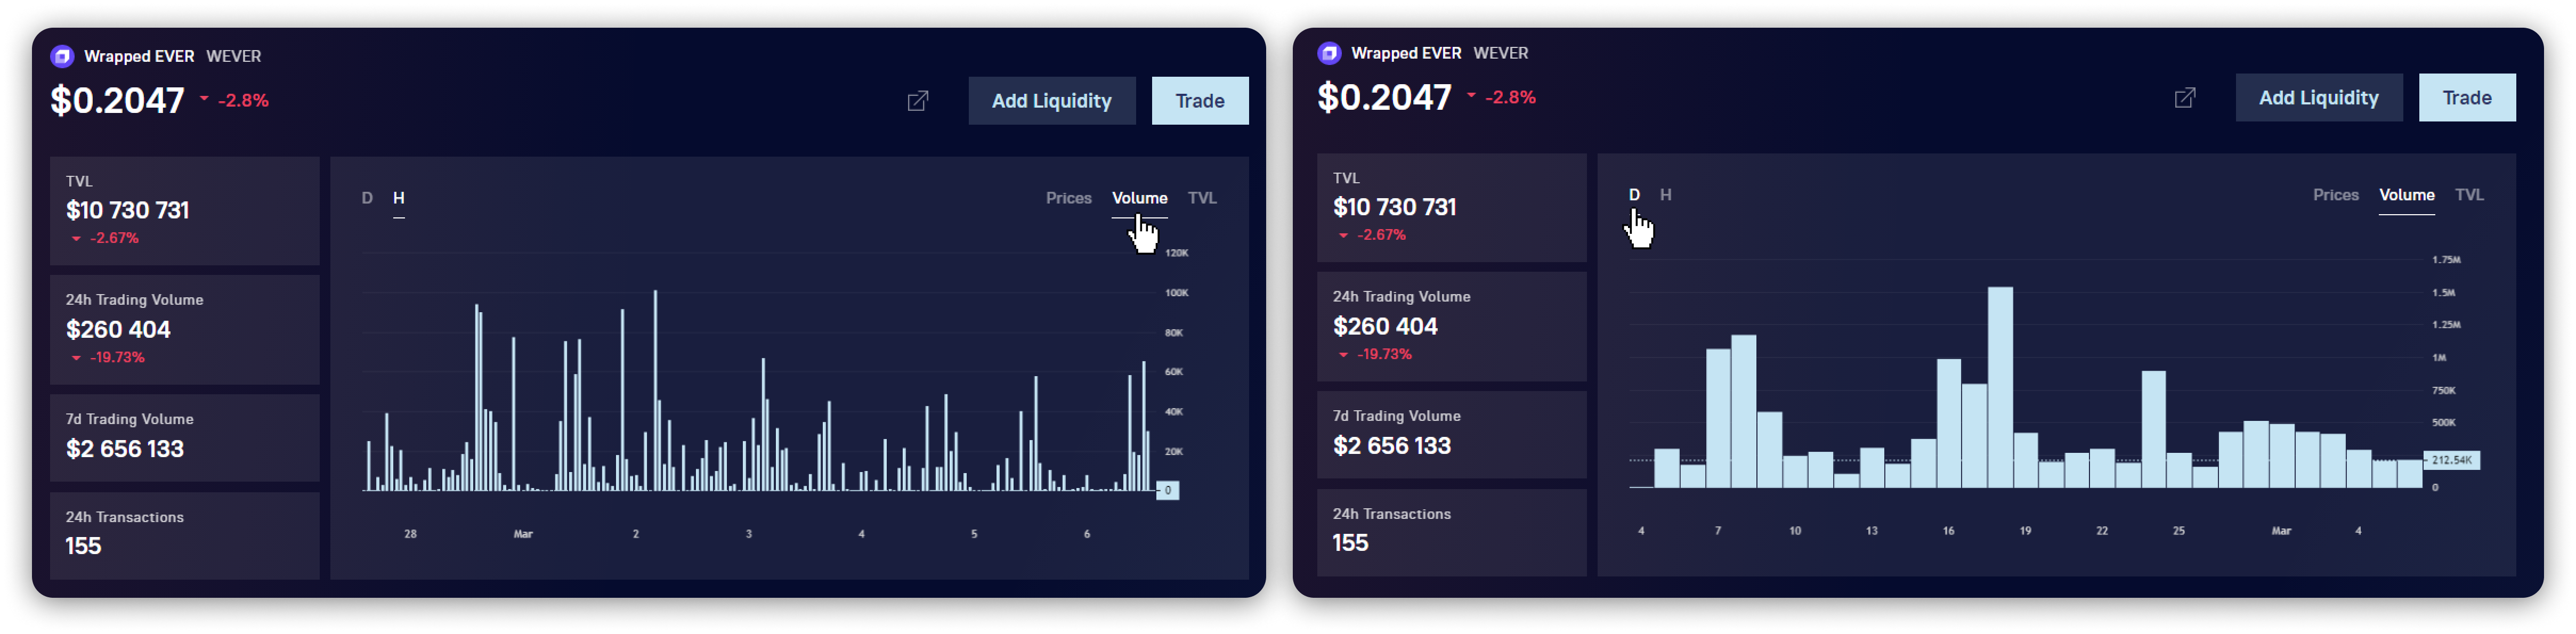 Wrapped EVER WEVER
$0.2047 -2.8%
Add Liquidity
Trade
TVL
$10 730 731
-2.67%
24h Trading Volume
$260 404
-19.73%
7d Trading Volume
$2 656 133
24h Transactions
155
D H
Prices Volume TVL
120K
100K
80K
60K
40K
20K
0
28 Mar 2 3 4 5 6
Wrapped EVER WEVER
$0.2047 -2.8%
Add Liquidity
Trade
TVL
$10 730 731
-2.67%
24h Trading Volume
$260 404
-19.73%
7d Trading Volume
$2 656 133
24h Transactions
155
D H
Prices Volume TVL
1.75M
1.5M
1.25M
1M
750K
500K
212.54K
0
4 7 10 13 16 19 22 25 Mar 4